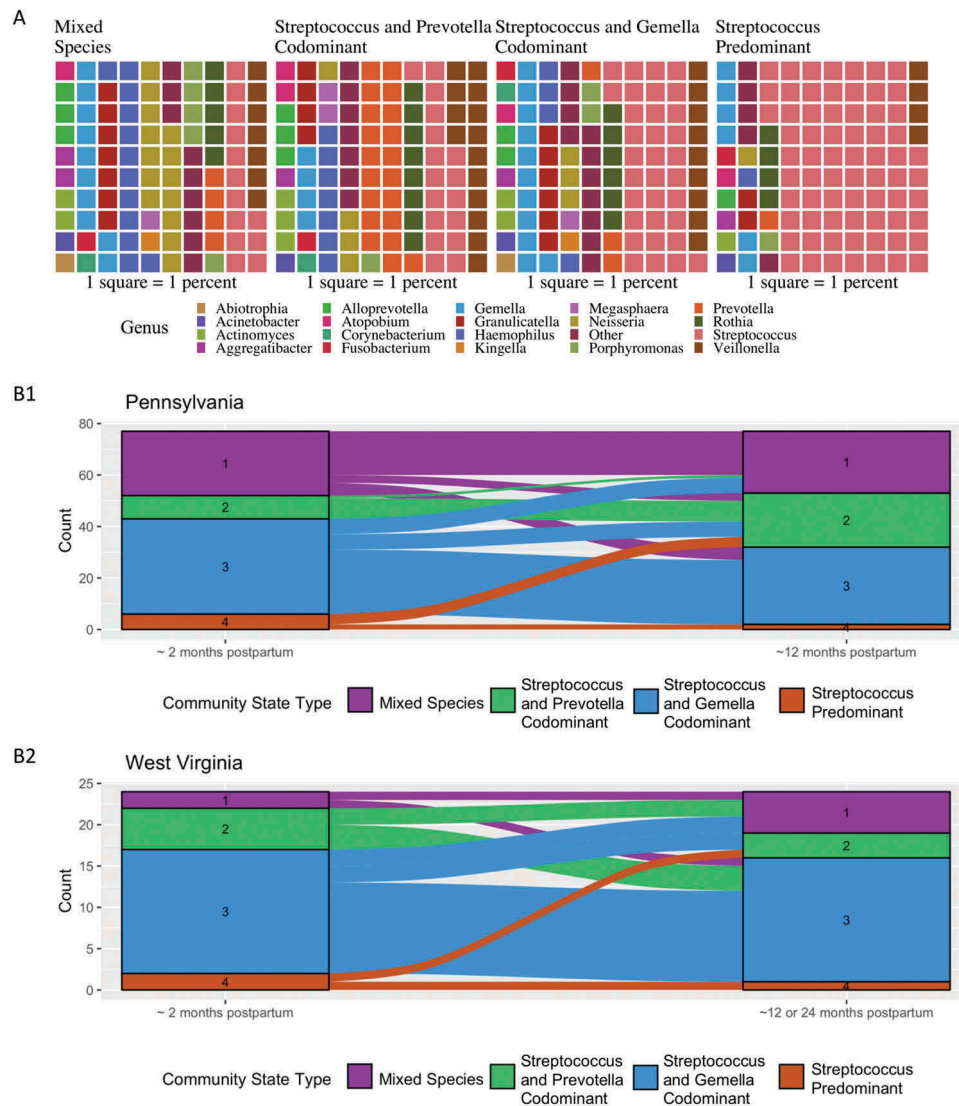 A
Mixed
Species
Streptococcus and Prevotella
Codominant
Streptococcus and Gemella
Codominant
Streptococcus
Predominant
1 square = 1 percent
1 square = 1 percent
1 square = 1 percent
1 square = 1 percent
Genus
Abiotrophia
Acinetobacter
Actinomyces
Aggregatibacter
Alloprevotella
Atopobium
Corynebacterium
Fusobacterium
Gemella
Granulicatella
Haemophilus
Kingella
Megasphaera
Neisseria
Other
Porphyromonas
Prevotella
Rothia
Streptococcus
Veillonella
B1
Pennsylvania
Count
80
60
40
20
0
1
2
3
4
1
2
3
4
~ 2 months postpartum
~12 months postpartum
Community State Type
Mixed Species
Streptococcus
and Prevotella
Codominant
Streptococcus
and Gemella
Codominant
Streptococcus
Predominant
B2
West Virginia
Count
25
20
15
10
5
0
1
2
3
4
1
2
3
4
~ 2 months postpartum
~12 or 24 months postpartum
Community State Type
Mixed Species
Streptococcus
and Prevotella
Codominant
Streptococcus
and Gemella
Codominant
Streptococcus
Predominant